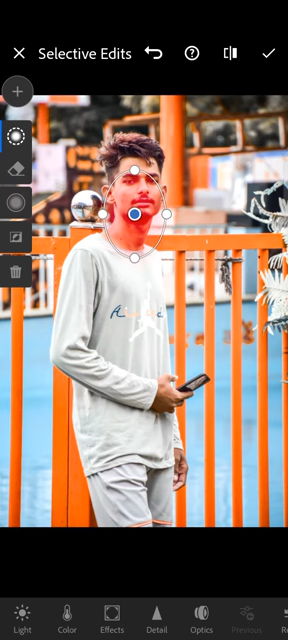 Selective Edits
Light
Color
Effects
Detail
Optics
Previous